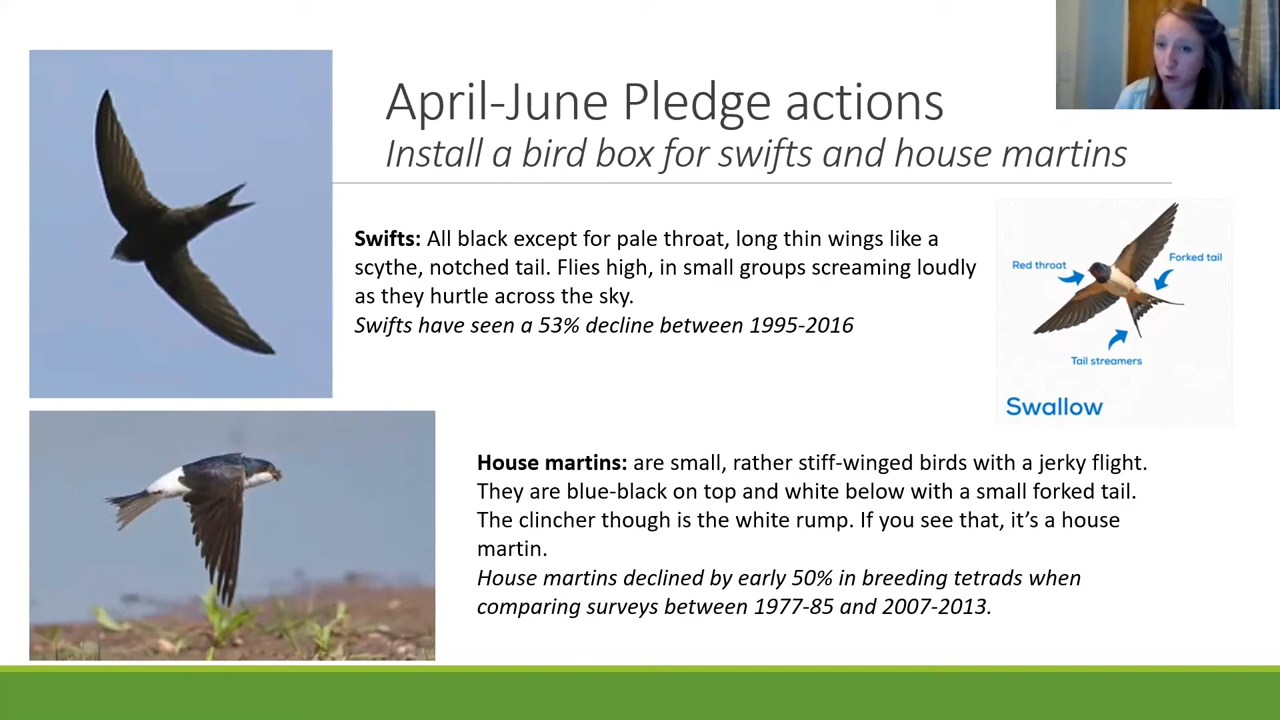 April-June Pledge actions
Install a bird box for swifts and house martins
Swifts: All black except for pale throat, long thin wings like a
scythe, notched tail. Flies high, in small groups screaming loudly
as they hurtle across the sky.
Swifts have seen a 53% decline between 1995-2016
Red throat
Forked tail
Tail streamers
Swallow
House martins: are small, rather stiff-winged birds with a jerky flight.
They are blue-black on top and white below with a small forked tail.
The clincher though is the white rump. If you see that, it's a house
martin.
House martins declined by early 50% in breeding tetrads when
comparing surveys between 1977-85 and 2007-2013.